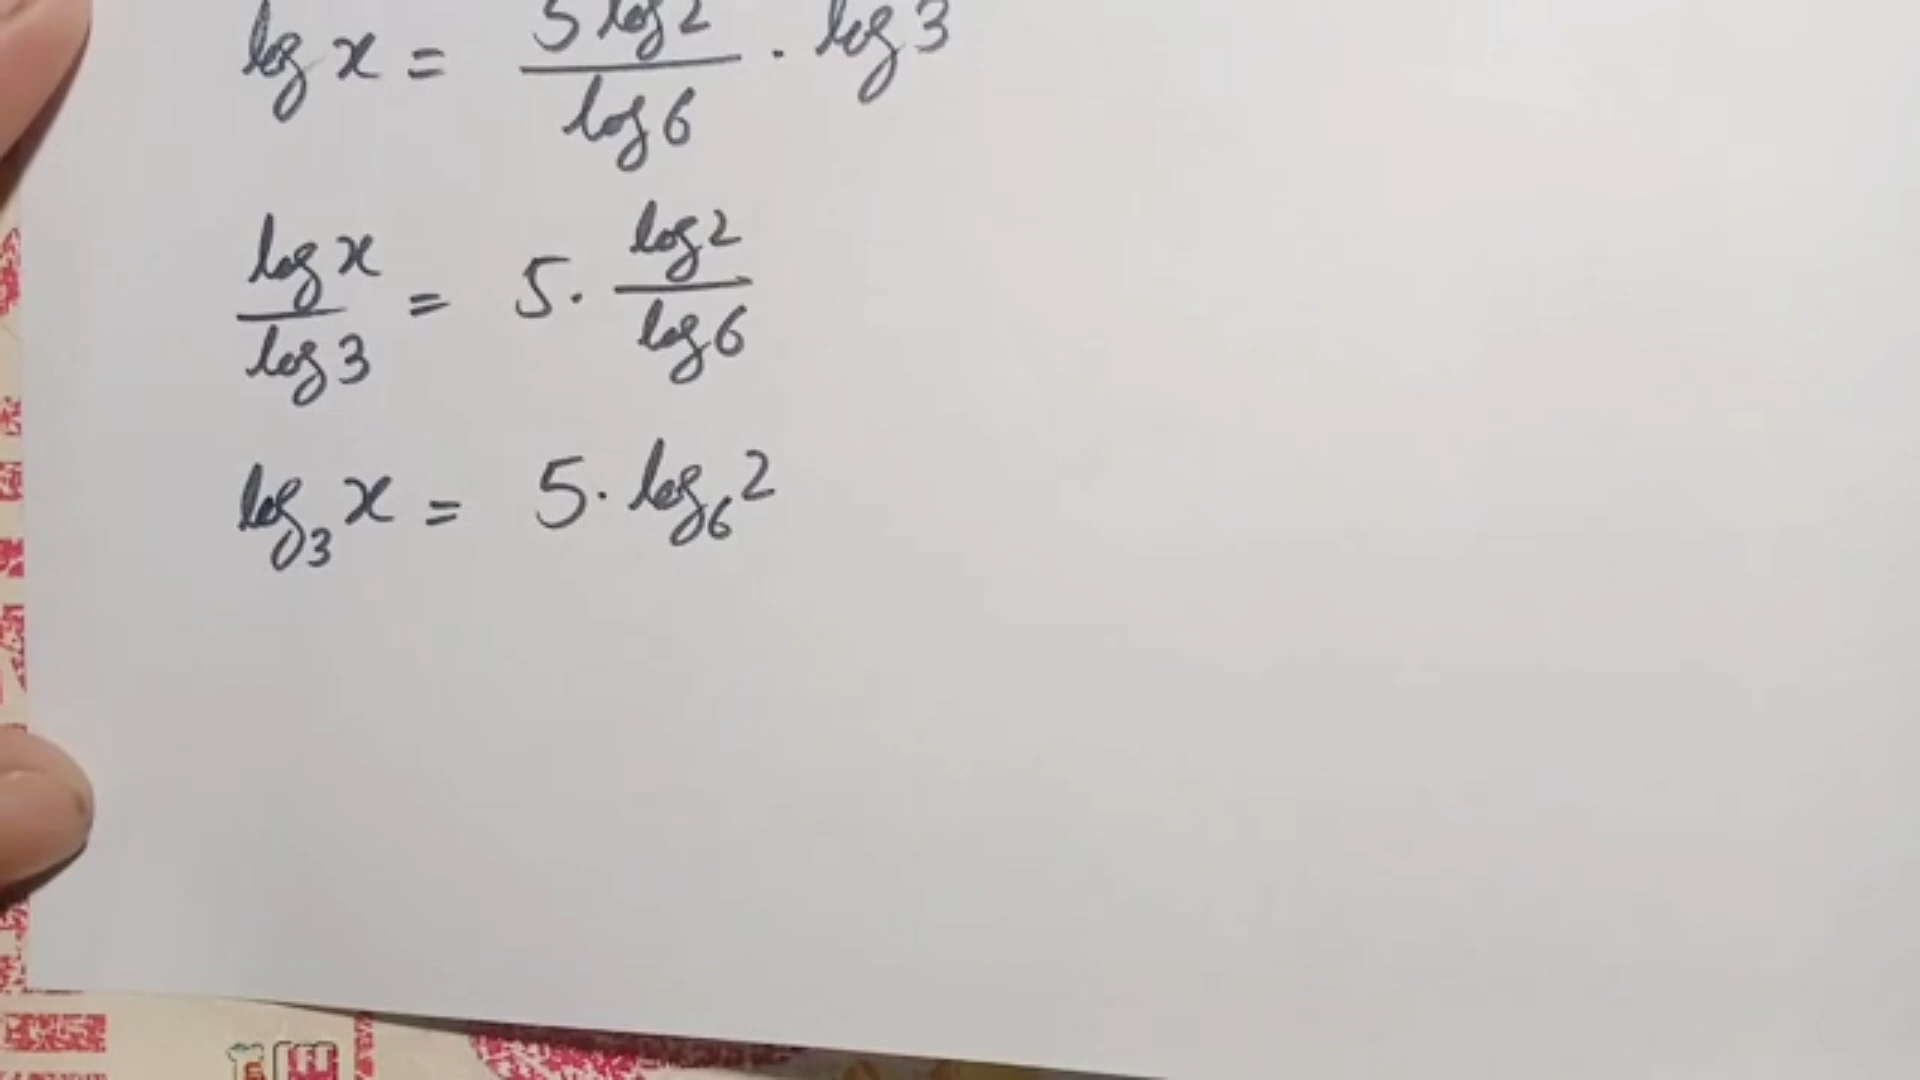 log x = 5 log 2 / log 6 · log 3
log x / log 3 = 5 · log 2 / log 6
log₃ x = 5 · log₆ 2